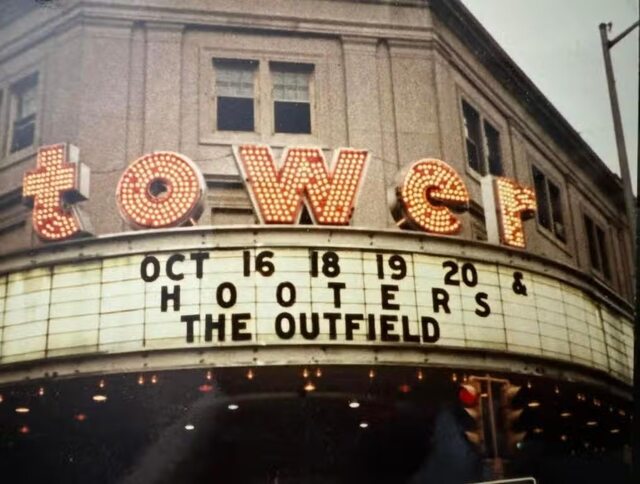 tower
OCT 16 18 19 20 &
HOOTERS
THE OUTFIELD